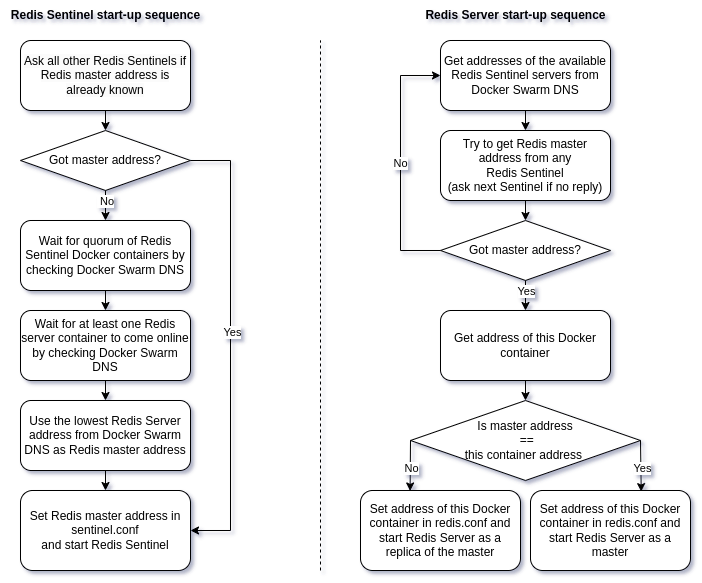 Redis Sentinel start-up sequence
Ask all other Redis Sentinels if
Redis master address is
already known
Got master address?
No
Wait for quorum of Redis
Sentinel Docker containers by
checking Docker Swarm DNS
Wait for at least one Redis
server container to come online
by checking Docker Swarm
DNS
Yes
Use the lowest Redis Server
address from Docker Swarm
DNS as Redis master address
Set Redis master address in
sentinel.conf
and start Redis Sentinel
Redis Server start-up sequence
Get addresses of the available
Redis Sentinel servers from
Docker Swarm DNS
Try to get Redis master
address from any
Redis Sentinel
(ask next Sentinel if no reply)
No
Got master address?
Yes
Get address of this Docker
container
Is master address
==
this container address
No
Yes
Set address of this Docker
container in redis.conf and
start Redis Server as a
replica of the master
Set address of this Docker
container in redis.conf and
start Redis Server as a
master